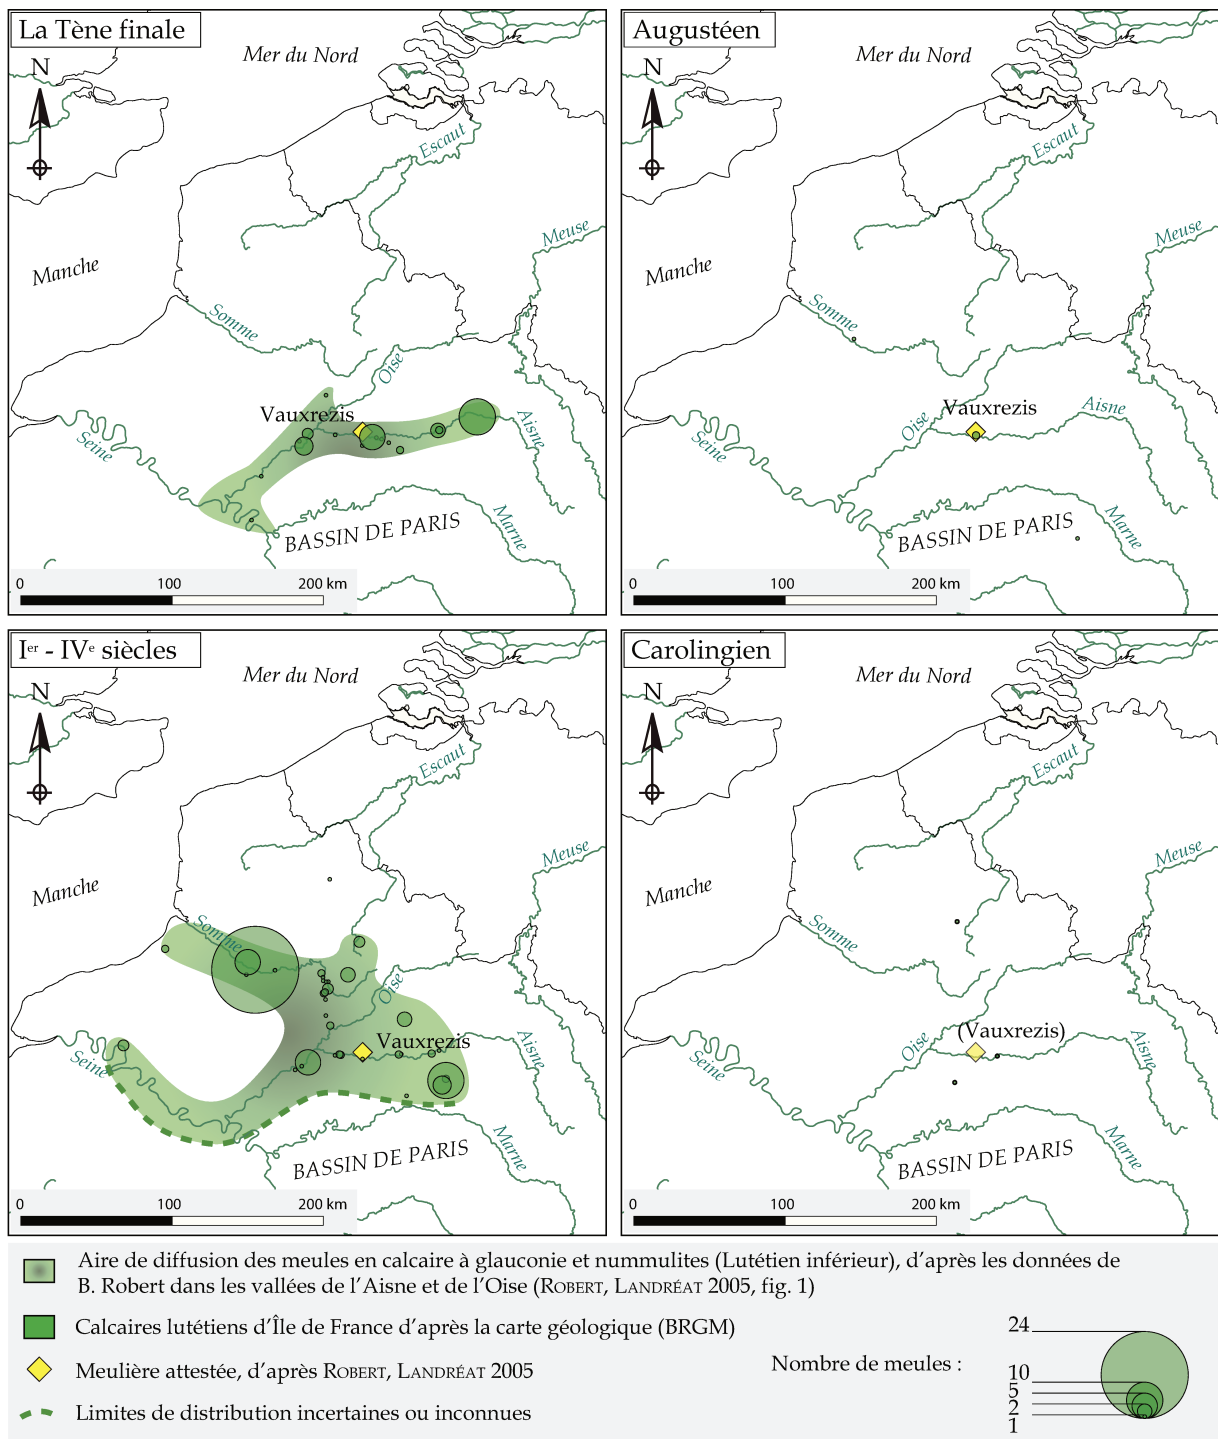 La Tène finale
Mer du Nord
N
Escaut
Meuse
Manche
Somme
Oise
Vauxrezis
Aisne
Seine
Marne
BASSIN DE PARIS
0 100 200 km
Augustéen
Mer du Nord
N
Escaut
Meuse
Manche
Somme
Vauxrezis
Aisne
Oise
Seine
Marne
BASSIN DE PARIS
0 100 200 km
Ier - IVe siècles
Mer du Nord
N
Escaut
Meuse
Manche
Somme
Oise
Vauxrezis
Aisne
Seine
Marne
BASSIN DE PARIS
0 100 200 km
Carolingien
Mer du Nord
N
Escaut
Meuse
Manche
Somme
(Vauxrezis)
Oise
Aisne
Seine
Marne
BASSIN DE PARIS
0 100 200 km
Aire de diffusion des meules en calcaire à glauconie et nummulites (Lutétien inférieur), d'après les données de
B. Robert dans les vallées de l'Aisne et de l'Oise (ROBERT, LANDRÉAT 2005, fig. 1)
Calcaires lutétiens d'Île de France d'après la carte géologique (BRGM)
Meulière attestée, d'après ROBERT, LANDRÉAT 2005
Limites de distribution incertaines ou inconnues
Nombre de meules :
24
10
5
2
1